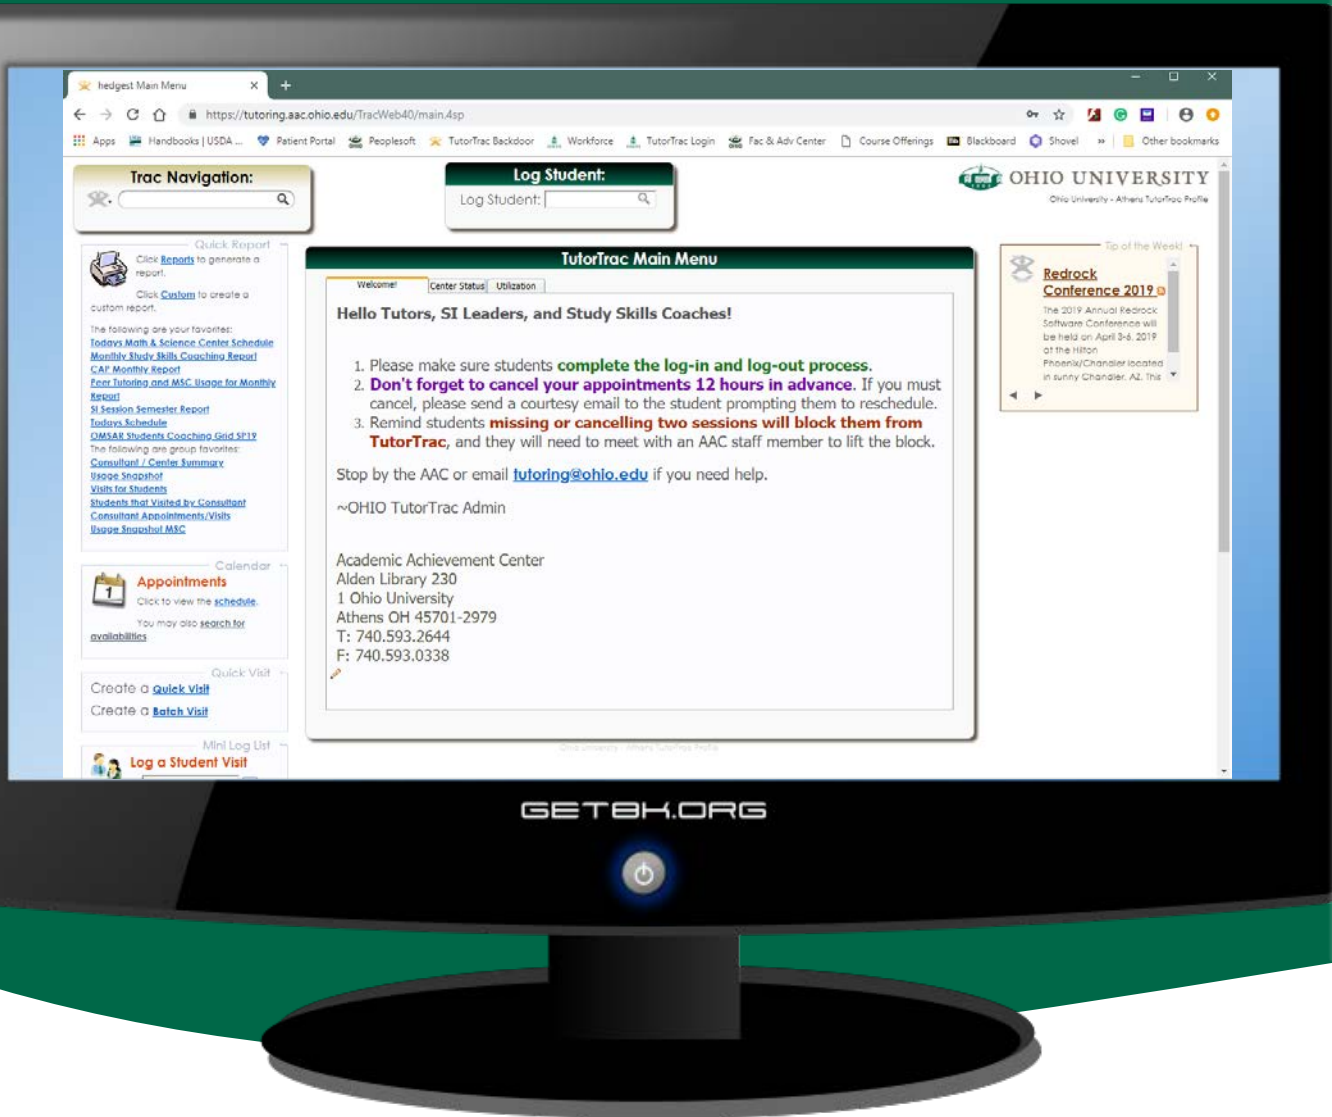 hedgest Main Menu
https://tutoring.aac.ohio.edu/TracWeb40/main.4sp
Apps Handbooks | USDA ... Patient Portal Peoplesoft TutorTrac Backdoor Workforce TutorTrac Login Fac & Adv Center Course Offerings Blackboard Shovel » Other bookmarks
Trac Navigation:
Log Student:
Log Student:
OHIO UNIVERSITY
Ohio University - Athens TutorTrac Profile
Quick Report
Click Reports to generate a
report.
Click Custom to create a
custom report.
The following are your favorites:
Todays Math & Science Center Schedule
Monthly Study Skills Coaching Report
CAP Monthly Report
Peer Tutoring and MSC Usage for Monthly
Report
SI Session Semester Report
Todays Schedule
OMSAR Students Coaching Grid SP19
The following are group favorites:
Consultant / Center Summary
Usage Snapshot
Visits for Students
Students that Visited by Consultant
Consultant Appointments/Visits
Usage Snapshot MSC
Calendar
1
Appointments
Click to view the schedule.
You may also search for
availabilities
Quick Visit
Create a Quick Visit
Create a Batch Visit
Mini Log List
Log a Student Visit
TutorTrac Main Menu
Welcome! Center Status Utilization
Hello Tutors, SI Leaders, and Study Skills Coaches!
1. Please make sure students complete the log-in and log-out process.
2. Don't forget to cancel your appointments 12 hours in advance. If you must
cancel, please send a courtesy email to the student prompting them to reschedule.
3. Remind students missing or cancelling two sessions will block them from
TutorTrac, and they will need to meet with an AAC staff member to lift the block.
Stop by the AAC or email tutoring@ohio.edu if you need help.
~OHIO TutorTrac Admin
Academic Achievement Center
Alden Library 230
1 Ohio University
Athens OH 45701-2979
T: 740.593.2644
F: 740.593.0338
Ohio University - Athens TutorTrac Profile
Tip of the Week!
Redrock
Conference 2019
The 2019 Annual Redrock
Software Conference will
be held on April 3-6, 2019
at the Hilton
Phoenix/Chandler located
in sunny Chandler, AZ. This
GET8K.ORG